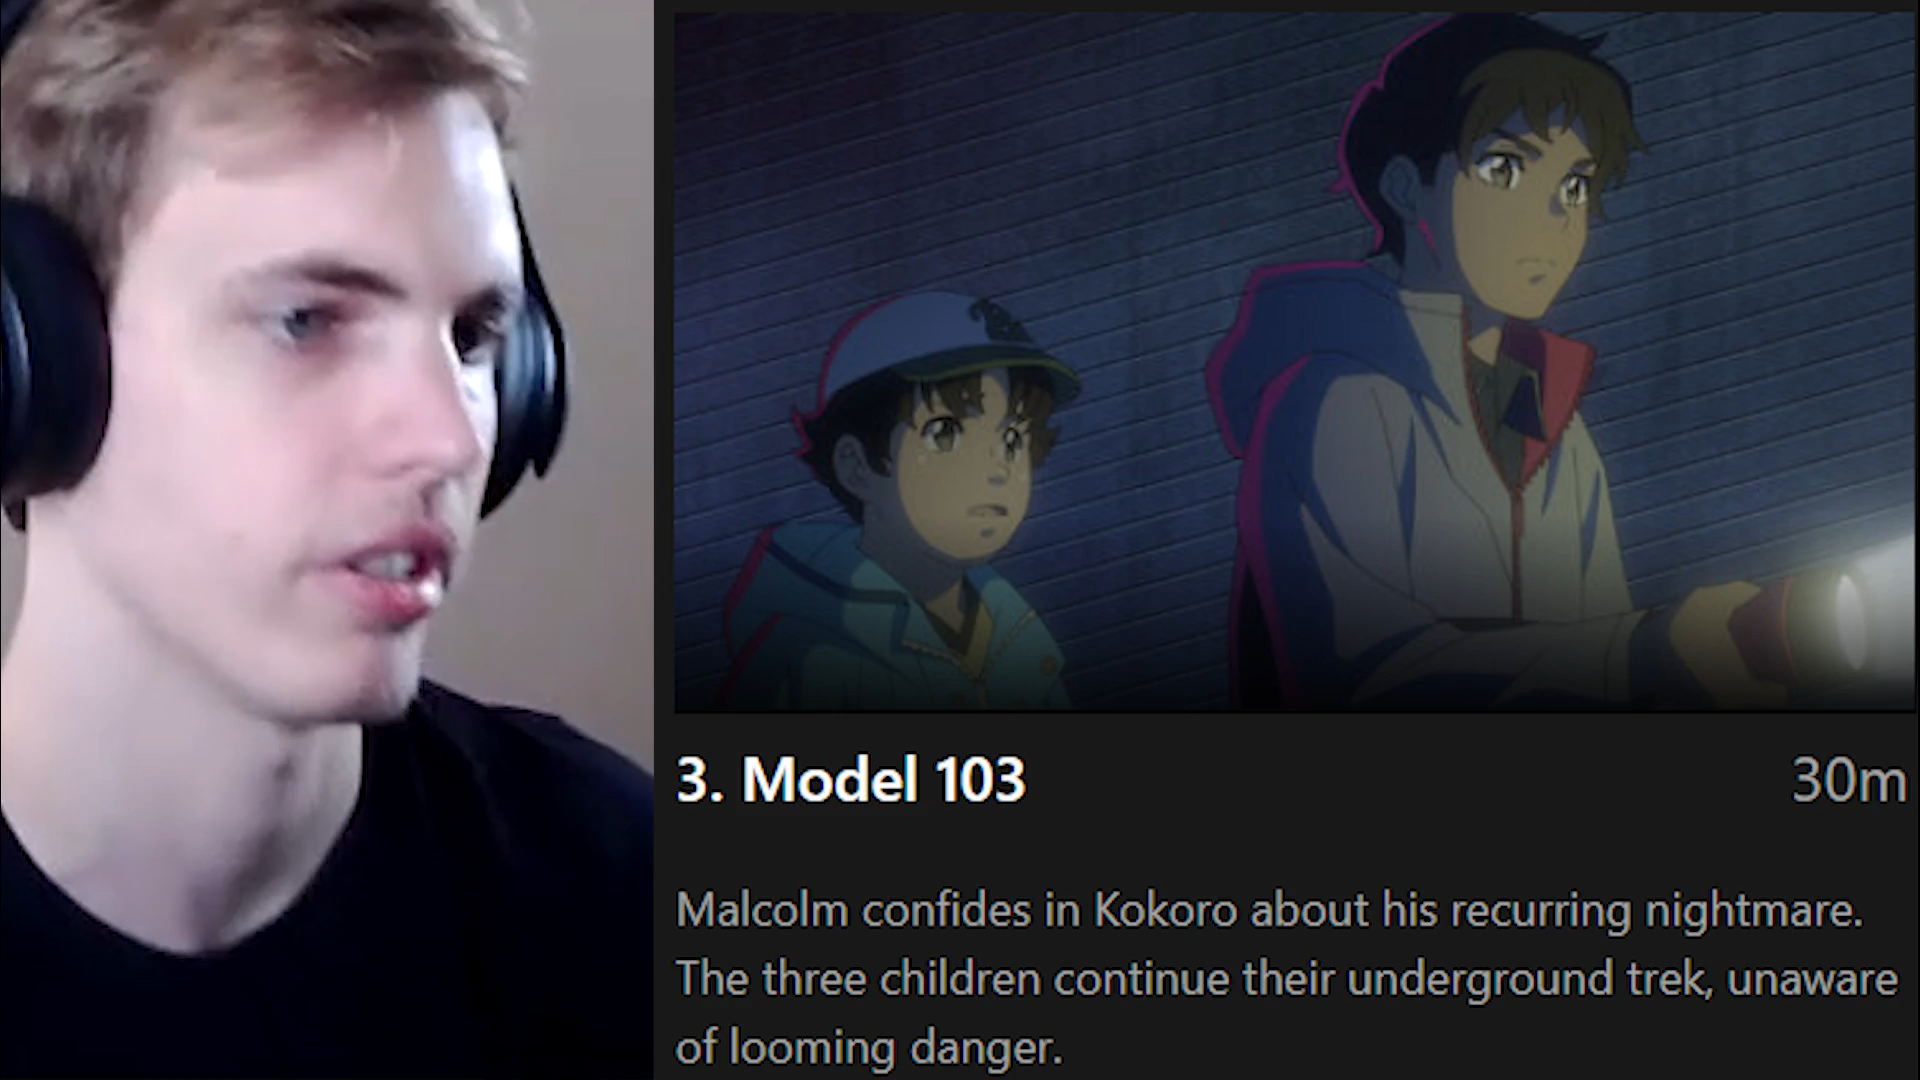 3. Model 103
30m
Malcolm confides in Kokoro about his recurring nightmare.
The three children continue their underground trek, unaware
of looming danger.